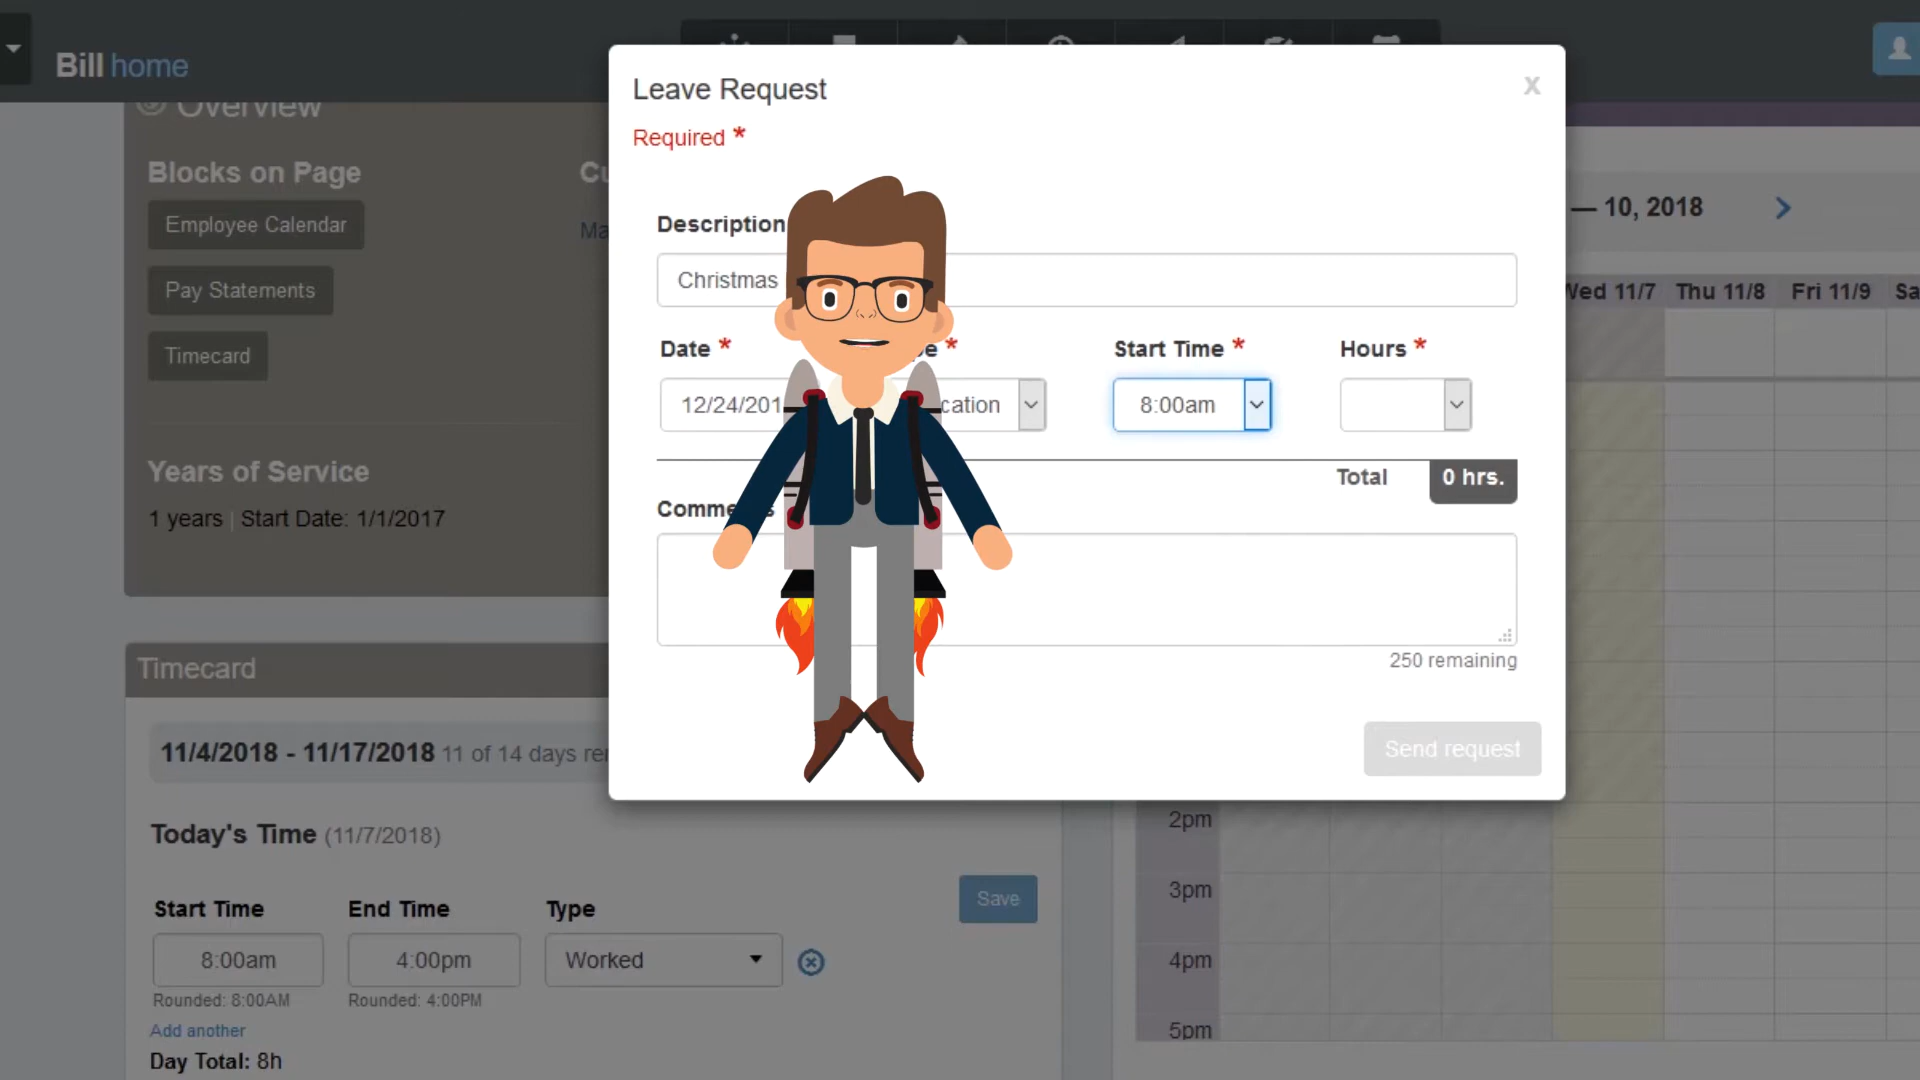 Bill home
Overview
Blocks on Page
Employee Calendar
Pay Statements
Timecard
Years of Service
1 years | Start Date: 1/1/2017
Timecard
11/4/2018 - 11/17/2018 11 of 14 days
Today's Time (11/7/2018)
Start Time End Time Type
8:00am 4:00pm Worked
Save
Rounded: 8:00AM Rounded: 4:00PM
Add another
Day Total: 8h
Leave Request
X
Required *
Description
Christmas
Date * * Start Time * Hours *
12/24/201 cation 8:00am
Total 0 hrs.
Comme
250 remaining
Send request
— 10, 2018
Wed 11/7 Thu 11/8 Fri 11/9 Sa
2pm
3pm
4pm
5pm